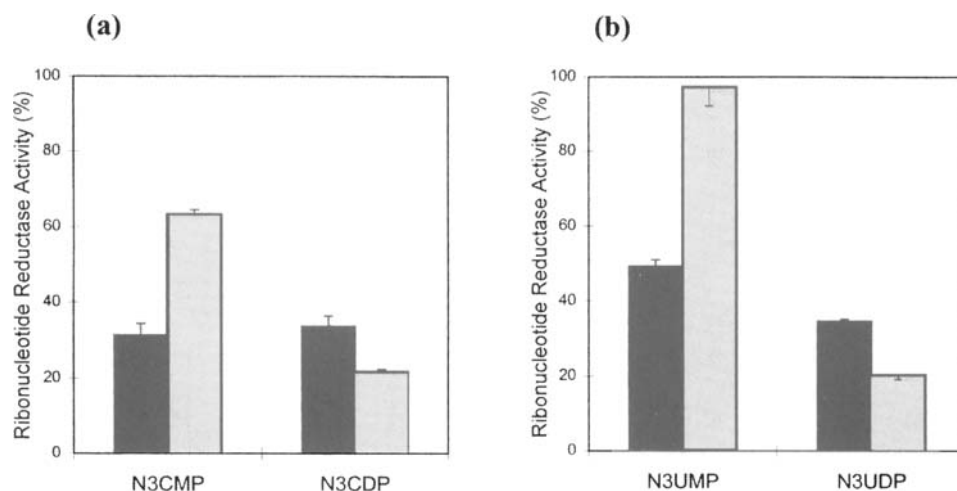 (a)
(b)
Ribonucleotide Reductase Activity (%)
100
80
60
40
20
0
N3CMP N3CDP
Ribonucleotide Reductase Activity (%)
100
80
60
40
20
0
N3UMP N3UDP